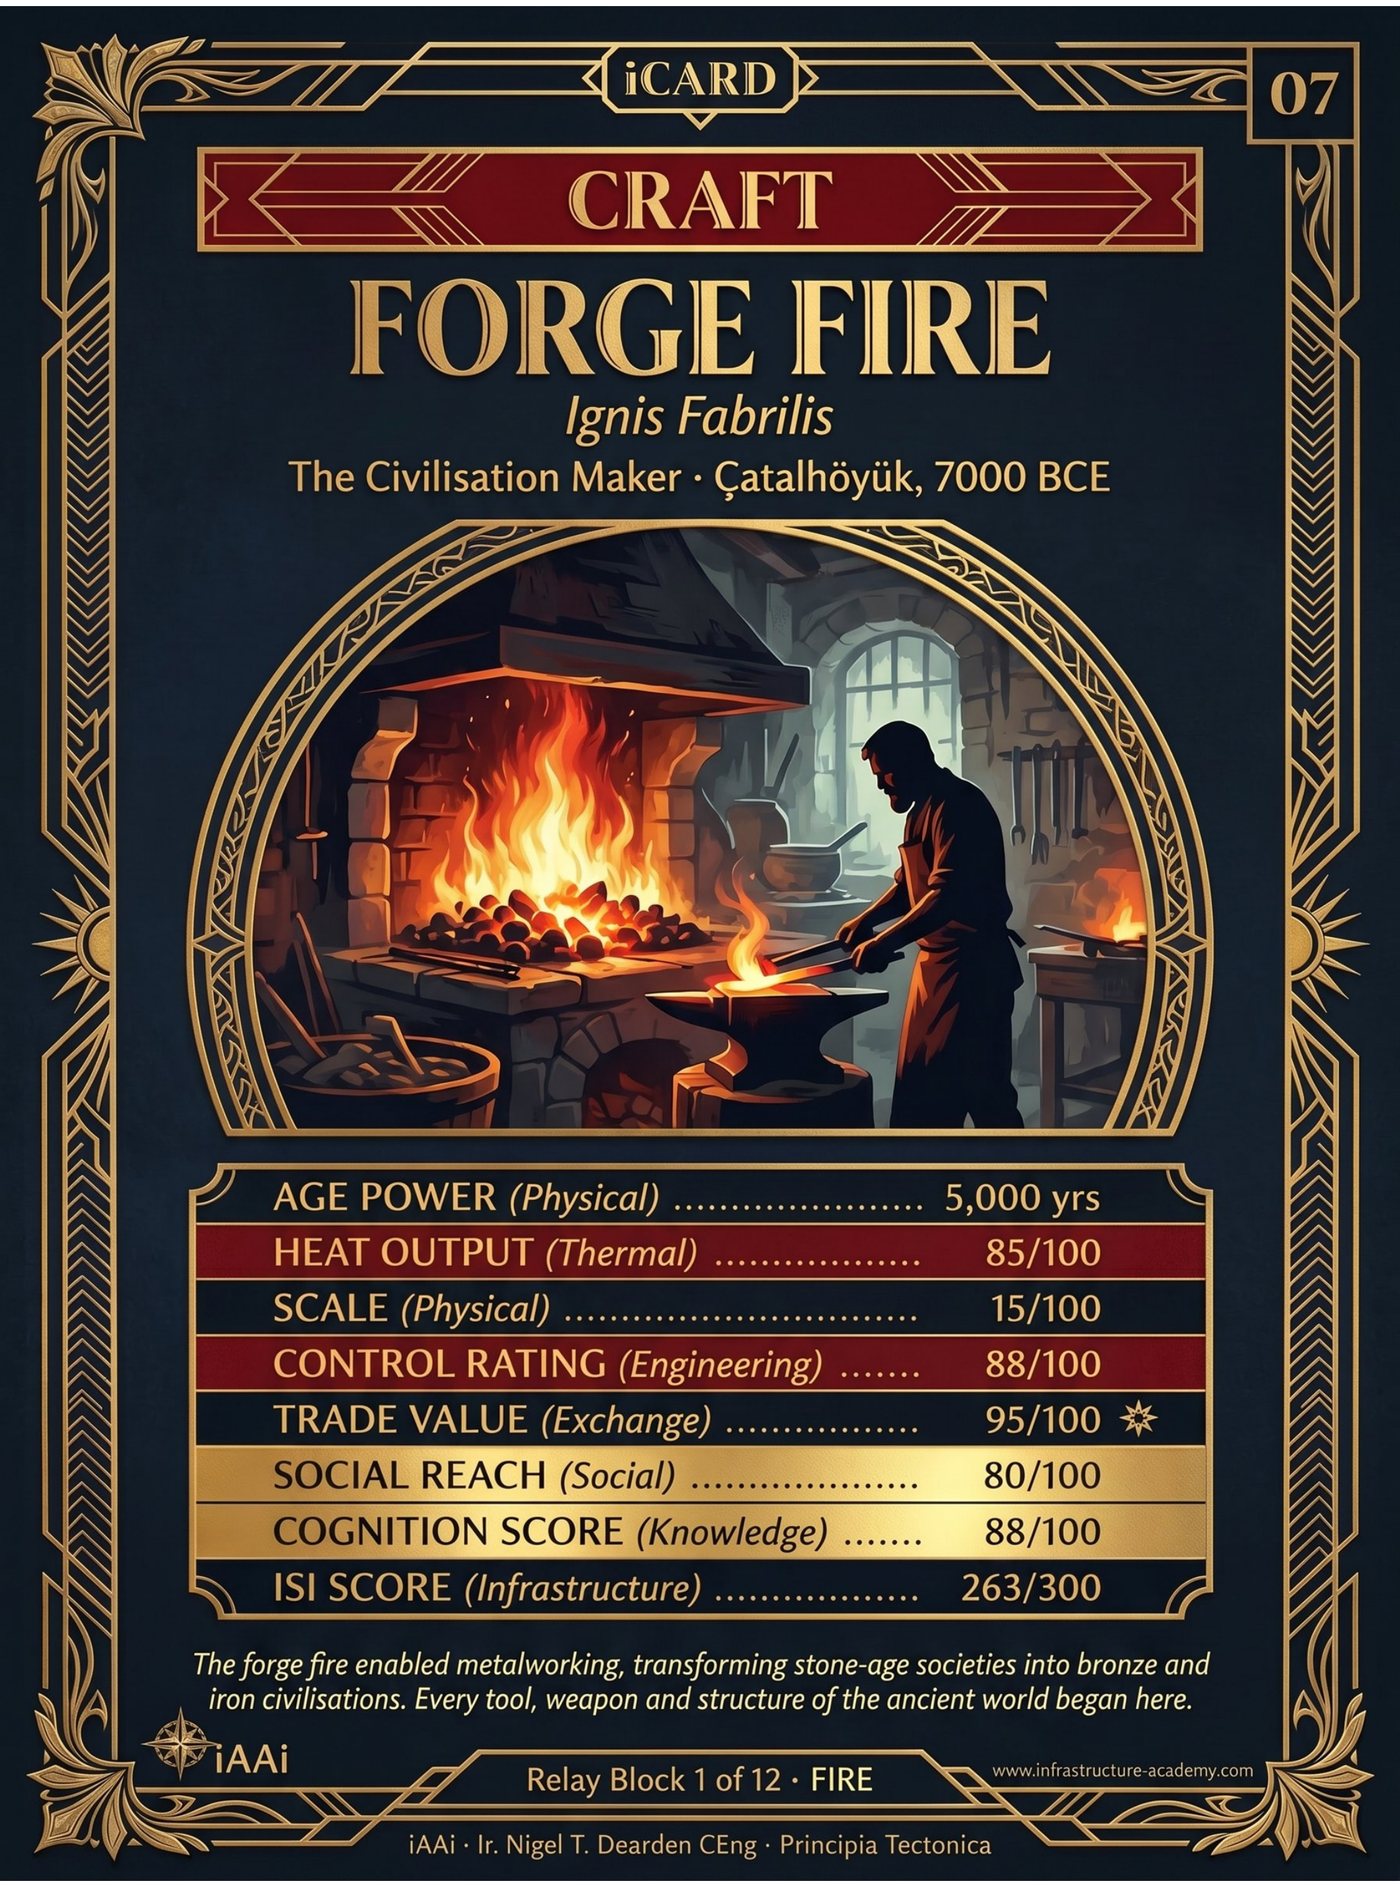 iCARD
07
CRAFT
FORGE FIRE
Ignis Fabrilis
The Civilisation Maker · Çatalhöyük, 7000 BCE
AGE POWER (Physical) ...................... 5,000 yrs
HEAT OUTPUT (Thermal) .................. 85/100
SCALE (Physical) ............................... 15/100
CONTROL RATING (Engineering) ....... 88/100
TRADE VALUE (Exchange) ................. 95/100
SOCIAL REACH (Social) .................... 80/100
COGNITION SCORE (Knowledge) ....... 88/100
ISI SCORE (Infrastructure) .................. 263/300
The forge fire enabled metalworking, transforming stone-age societies into bronze and
iron civilisations. Every tool, weapon and structure of the ancient world began here.
iAAi
Relay Block 1 of 12 · FIRE
www.infrastructure-academy.com
iAAi · Ir. Nigel T. Dearden CEng · Principia Tectonica